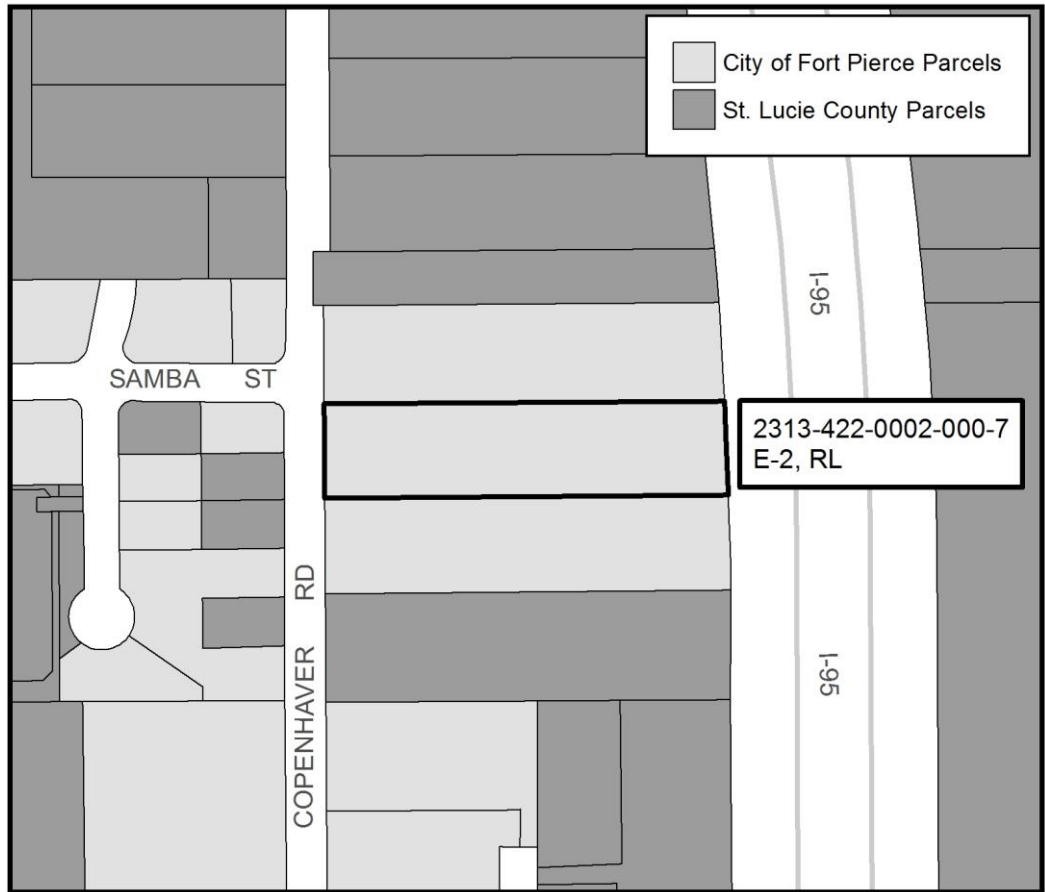 City of Fort Pierce Parcels
St. Lucie County Parcels
I-95
SAMBA ST
2313-422-0002-000-7
E-2, RL
COPENHAVER RD
I-95